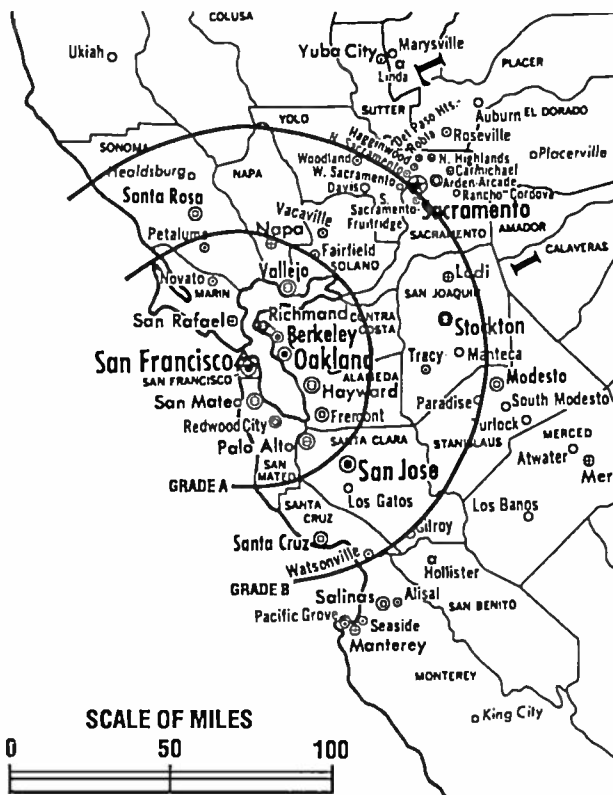 COLUSA
Ukiah
Yuba City
Marysville
Linda
PLACER
SUTTER
Auburn
EL DORADO
YOLO
Del Paso Hts.
Robla
Hagginwood
N. Sacramento
Roseville
SONOMA
Placerville
Woodland
N. Highlands
Healdsburg
NAPA
W. Sacramento
Carmichael
Davis
Arden-Arcade
Rancho-Cordova
Santa Rosa
S. Sacramento-
Fruitridge
Sacramento
Vacaville
Napa
SACRAMENTO
AMADOR
Petaluma
Fairfield
SOLANO
CALAVERAS
Vallejo
Lodi
Novato
MARIN
SAN JOAQUIN
Richmand
CONTRA
COSTA
San Rafael
Berkeley
Stockton
Oakland
San Francisco
Tracy
Manteca
SAN FRANCISCO
ALAMEDA
Hayward
Modesto
San Mateo
Paradise
South Modesto
Fremont
Redwood City
Turlock
Palo Alto
SANTA CLARA
STANISLAUS
MERCED
Atwater
SAN
MATEO
San Jose
Mer
GRADE A
Los Gatos
Los Banos
SANTA
CRUZ
Gilroy
Santa Cruz
Watsonville
Hollister
GRADE B
Salinas
Alisal
SAN BENITO
Pacific Grove
Seaside
Manterey
MONTEREY
King City
SCALE OF MILES
0 50 100